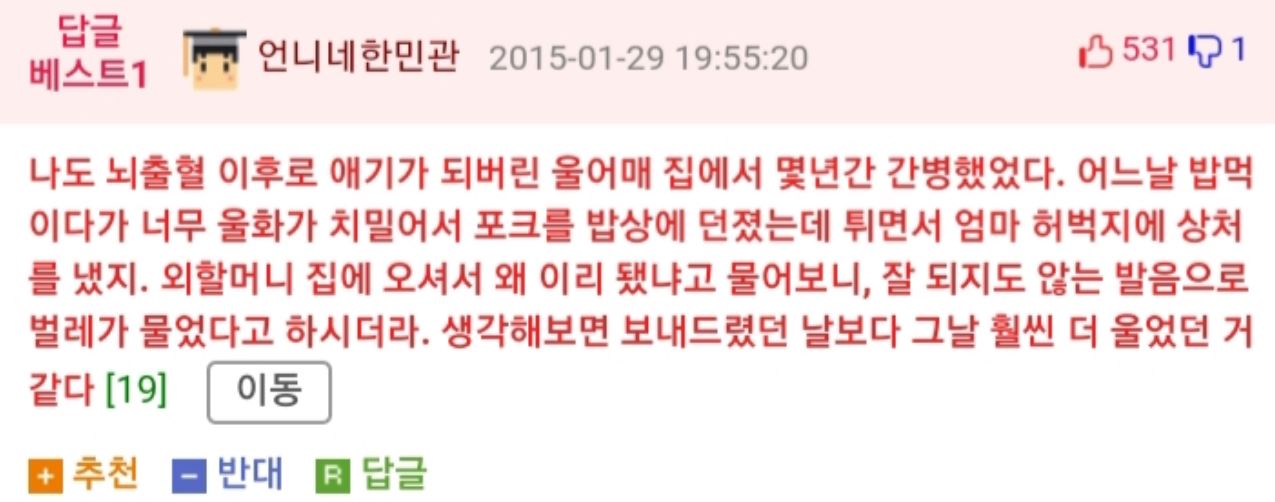 답글
베스트1
언니네한민관 2015-01-29 19:55:20 531 1
나도 뇌출혈 이후로 애기가 되버린 울어매 집에서 몇년간 간병했었다. 어느날 밥먹
이다가 너무 울화가 치밀어서 포크를 밥상에 던졌는데 튀면서 엄마 허벅지에 상처
를 냈지. 외할머니 집에 오셔서 왜 이리 됐냐고 물어보니, 잘 되지도 않는 발음으로
벌레가 물었다고 하시더라. 생각해보면 보내드렸던 날보다 그날 훨씬 더 울었던 거
같다 [19] 이동
+ 추천 - 반대 R 답글